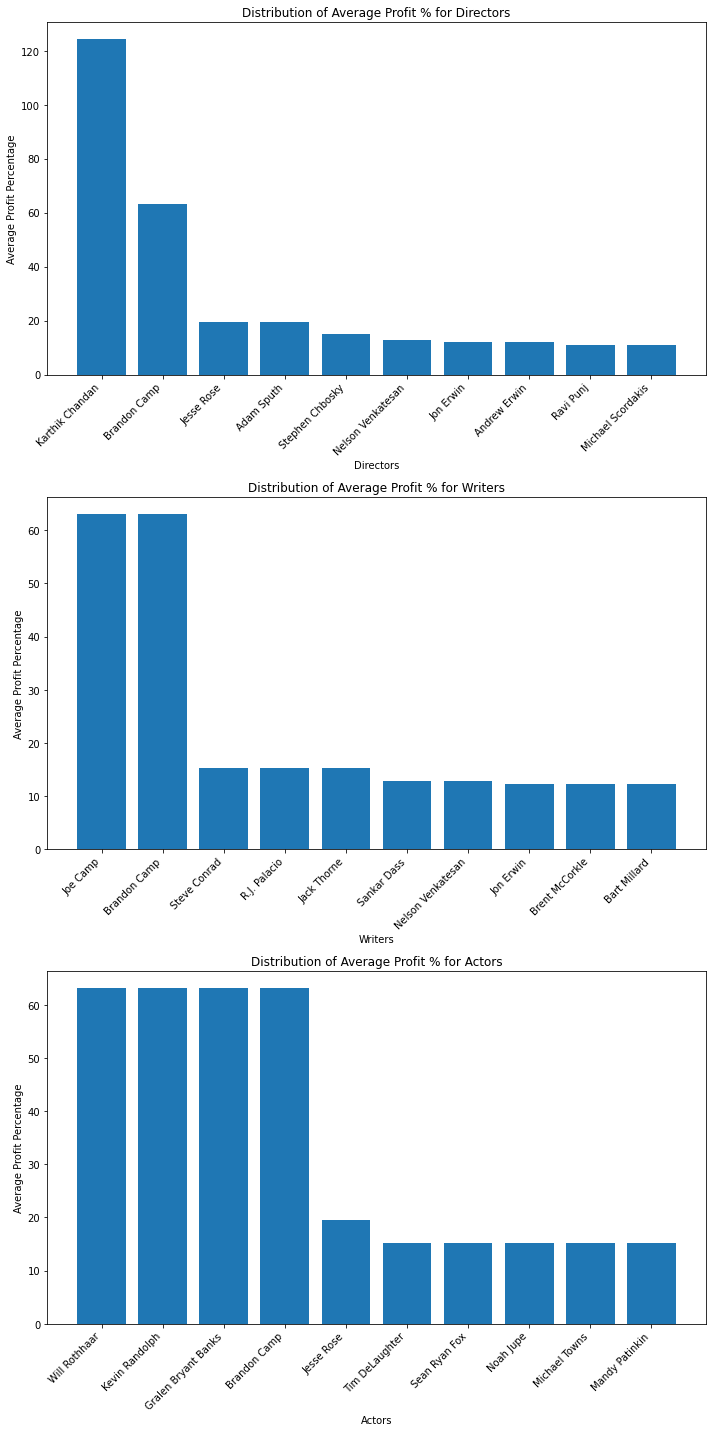 Distribution of Average Profit % for Directors
120
100
80
60
40
20
0
Average Profit Percentage
Karthik Chandan
Brandon Camp
Jesse Rose
Adam Sputh
Stephen Chbosky
Nelson Venkatesan
Jon Erwin
Andrew Erwin
Ravi Punj
Michael Scordakis
Directors
Distribution of Average Profit % for Writers
60
50
40
30
20
10
0
Average Profit Percentage
Joe Camp
Brandon Camp
Steve Conrad
R.J. Palacio
Jack Thorne
Sankar Dass
Nelson Venkatesan
Jon Erwin
Brent McCorkle
Bart Millard
Writers
Distribution of Average Profit % for Actors
60
50
40
30
20
10
0
Average Profit Percentage
Will Rothhaar
Kevin Randolph
Gralen Bryant Banks
Brandon Camp
Jesse Rose
Tim DeLaughter
Sean Ryan Fox
Noah Jupe
Michael Towns
Mandy Patinkin
Actors